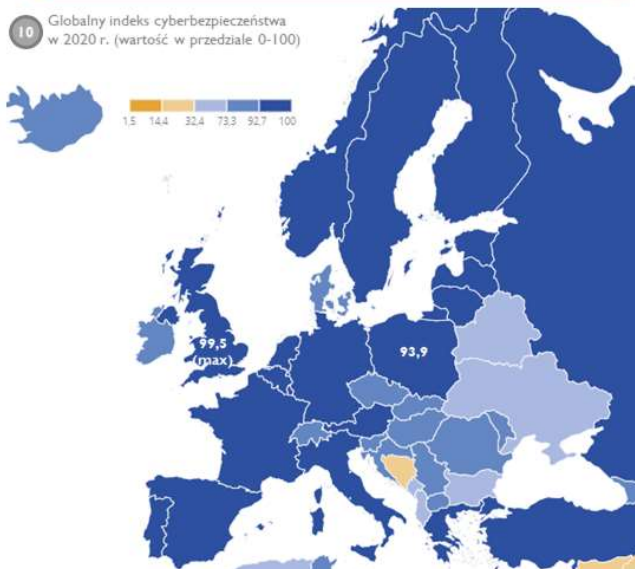 10 Globalny indeks cyberbezpieczeństwa
w 2020 r. (wartość w przedziale 0-100)
1,5 14,4 32,4 73,3 92,7 100
99,5
(max)
93,9